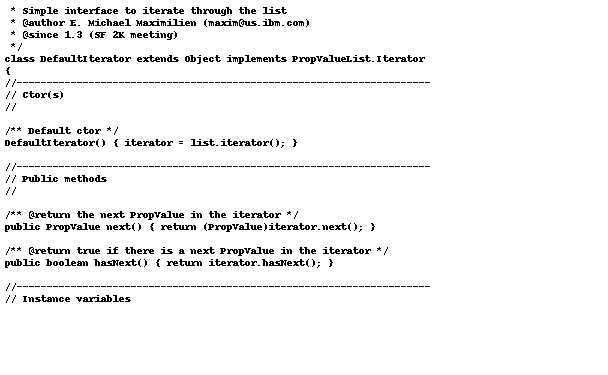 * Simple interface to iterate through the list
* @author E. Michael Maximilien (maxim@us.ibm.com)
* @since 1.3 (SF 2K meeting)
*/
class DefaultIterator extends Object implements PropValueList.Iterator
{
//---------------------------------------------------------------------
// Ctor(s)
//
/** Default ctor */
DefaultIterator() { iterator = list.iterator(); }
//---------------------------------------------------------------------
// Public methods
//
/** @return the next PropValue in the iterator */
public PropValue next() { return (PropValue)iterator.next(); }
/** @return true if there is a next PropValue in the iterator */
public boolean hasNext() { return iterator.hasNext(); }
//---------------------------------------------------------------------
// Instance variables